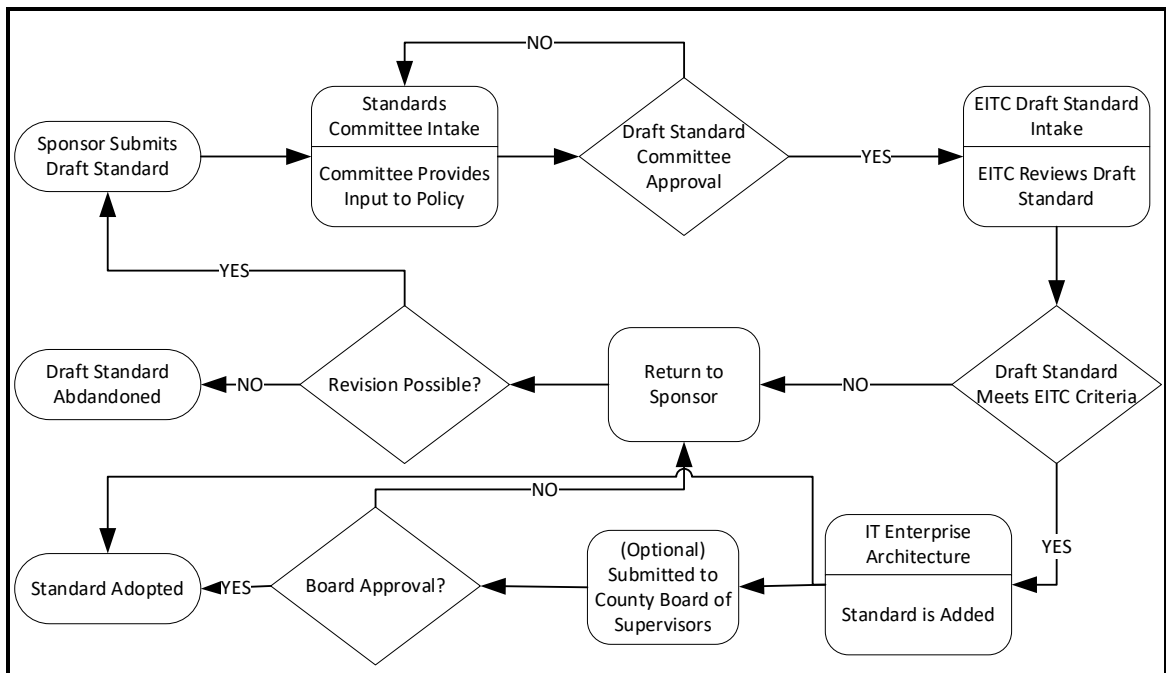 NO
Sponsor Submits
Draft Standard
Standards
Committee Intake
Committee Provides
Input to Policy
Draft Standard
Committee
Approval
YES
EITC Draft Standard
Intake
EITC Reviews Draft
Standard
YES
Draft Standard
Abdandoned
NO
Revision Possible?
Return to
Sponsor
NO
Draft Standard
Meets EITC Criteria
NO
YES
Standard Adopted
YES
Board Approval?
(Optional)
Submitted to
County Board of
Supervisors
IT Enterprise
Architecture
Standard is Added